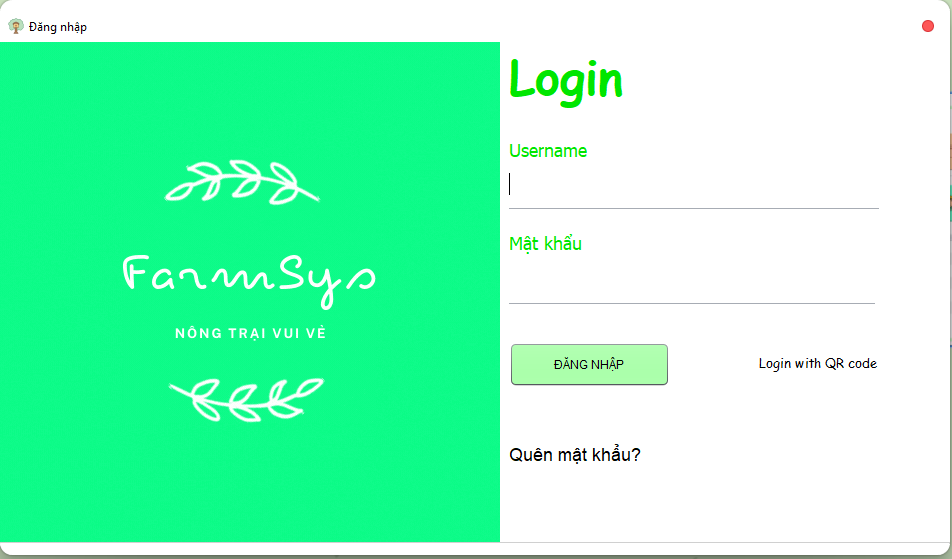 Đăng nhập
FarmSys
NÔNG TRẠI VUI VẺ
Login
Username
Mật khẩu
ĐĂNG NHẬP
Login with QR code
Quên mật khẩu?